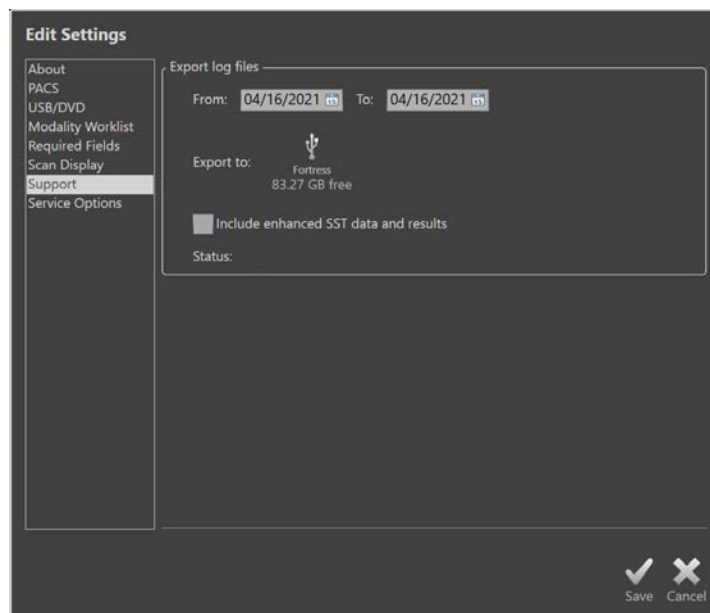 Edit Settings
About
PACS
USB/DVD
Modality Worklist
Required Fields
Scan Display
Support
Service Options
Export log files
From: 04/16/2021 15 To: 04/16/2021 15
Export to:
Fortress
83.27 GB free
Include enhanced SST data and results
Status:
Save Cancel